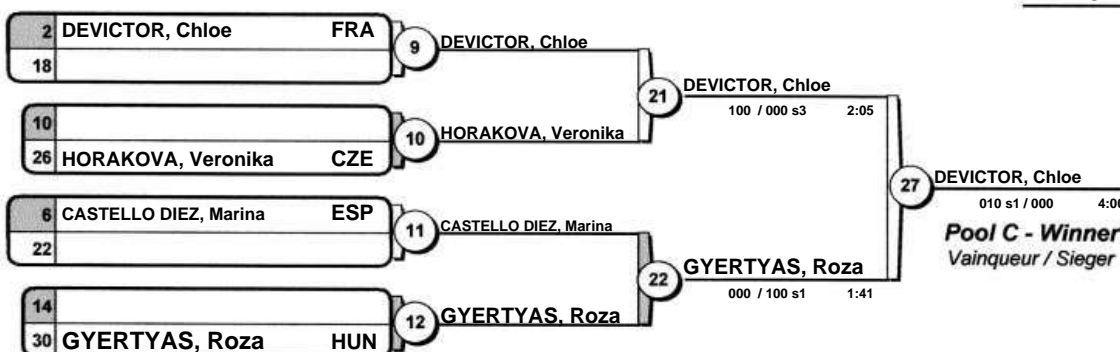 2 DEVICTOR, Chloe FRA
18
9
DEVICTOR, Chloe
10
26 HORAKOVA, Veronika CZE
10
HORAKOVA, Veronika
21
DEVICTOR, Chloe
100 / 000 s3 2:05
6 CASTELLO DIEZ, Marina ESP
22
11
CASTELLO DIEZ, Marina
14
30 GYERTYAS, Roza HUN
12
GYERTYAS, Roza
22
GYERTYAS, Roza
000 / 100 s1 1:41
27
DEVICTOR, Chloe
010 s1 / 000
Pool C - Winner
Vainqueur / Sieger